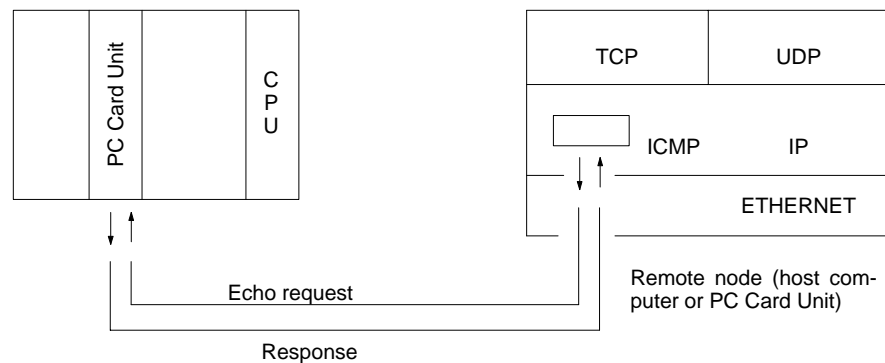 PC Card Unit
C
P
U
TCP
UDP
ICMP
IP
ETHERNET
Echo request
Response
Remote node (host com-
puter or PC Card Unit)